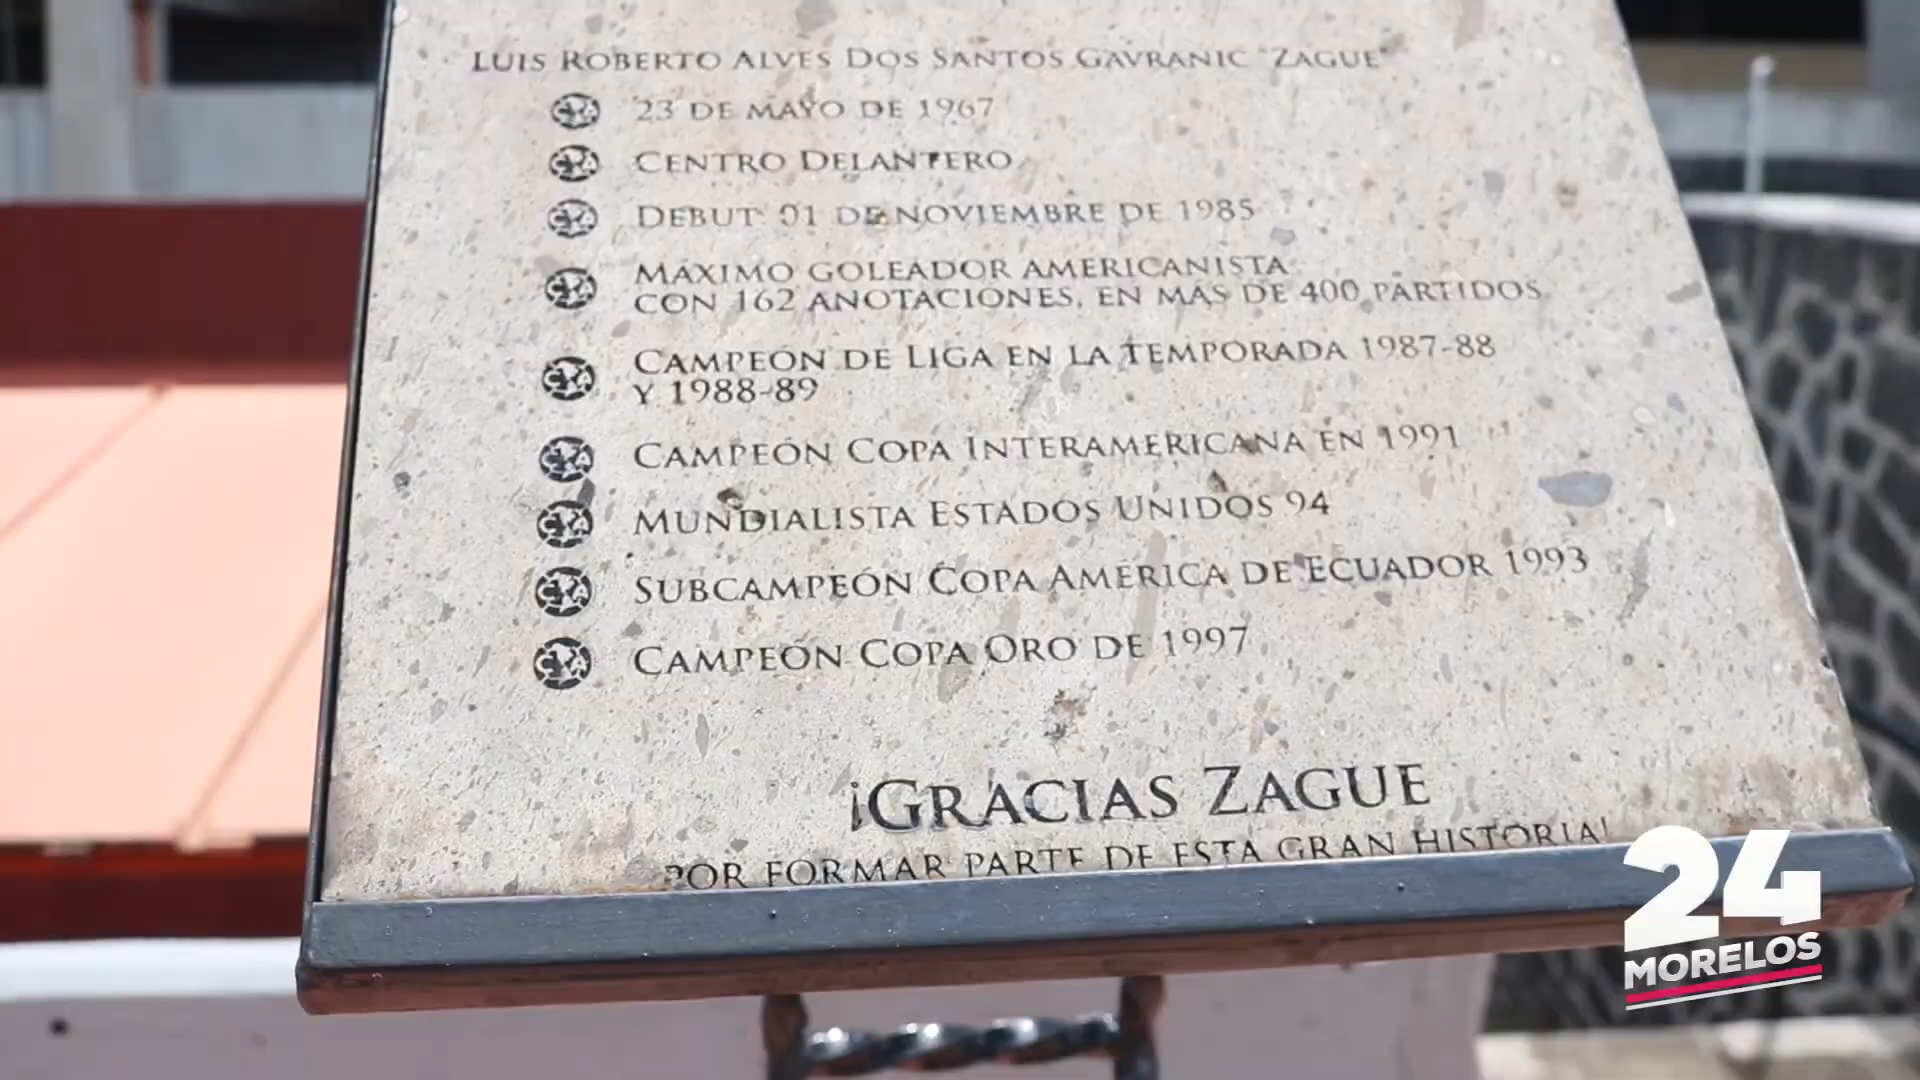 LUIS ROBERTO ALVES DOS SANTOS GAVRANIC "ZAGUE"
23 DE MAYO DE 1967
CENTRO DELANTERO
DEBUT: 01 DE NOVIEMBRE DE 1985
MÁXIMO GOLEADOR AMERICANISTA
CON 162 ANOTACIONES, EN MÁS DE 400 PARTIDOS
CAMPEÓN DE LIGA EN LA TEMPORADA 1987-88
Y 1988-89
CAMPEÓN COPA INTERAMERICANA EN 1991
MUNDIALISTA ESTADOS UNIDOS 94
SUBCAMPEÓN COPA AMÉRICA DE ECUADOR 1993
CAMPEÓN COPA ORO DE 1997
¡GRACIAS ZAGUE
POR FORMAR PARTE DE ESTA GRAN HISTORIA!
24
MORELOS